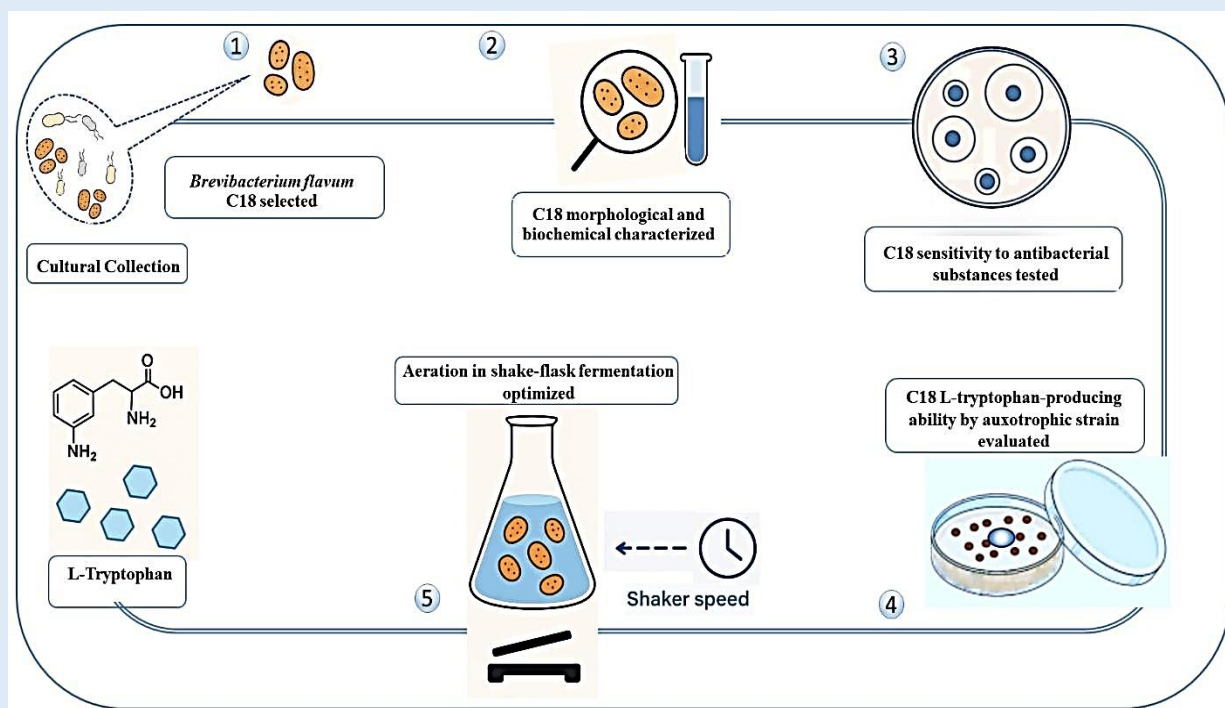 1
Brevibacterium flavum
C18 selected
Cultural Collection
2
C18 morphological and
biochemical characterized
3
C18 sensitivity to antibacterial
substances tested
C18 L-tryptophan-producing
ability by auxotrophic strain
evaluated
4
Aeration in shake-flask fermentation
optimized
Shaker speed
5
O
OH
NH2
NH2
L-Tryptophan